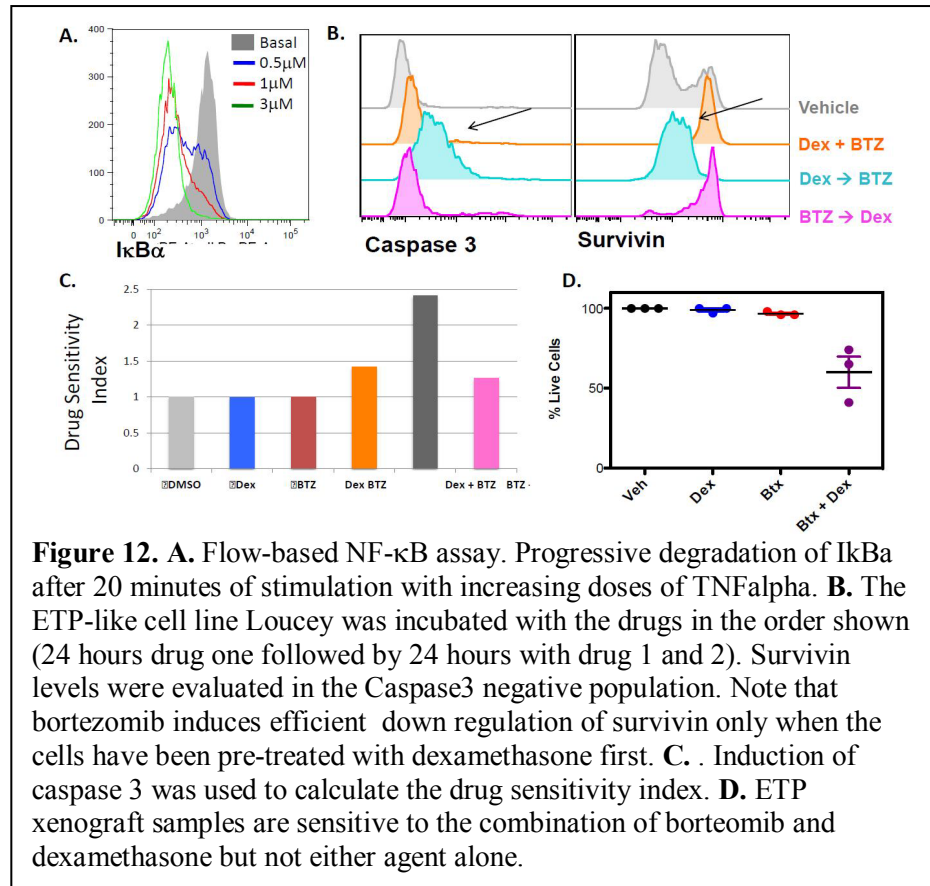 A.
400
300
200
100
0
Basal
0.5μM
1μM
3μM
0 10² 10³ 10⁴ 10⁵
IκBα
B.
Vehicle
Dex + BTZ
Dex → BTZ
BTZ → Dex
Caspase 3
Survivin
C.
Drug Sensitivity
Index
2.5
2
1.5
1
0.5
0
DMSO Dex BTZ Dex BTZ Dex + BTZ BTZ
D.
% Live Cells
100
50
0
Veh
Dex
Btx
Btx + Dex
Figure 12. A. Flow-based NF-κB assay. Progressive degradation of IkBa
after 20 minutes of stimulation with increasing doses of TNFalpha. B. The
ETP-like cell line Loucey was incubated with the drugs in the order shown
(24 hours drug one followed by 24 hours with drug 1 and 2). Survivin
levels were evaluated in the Caspase3 negative population. Note that
bortezomib induces efficient down regulation of survivin only when the
cells have been pre-treated with dexamethasone first. C. . Induction of
caspase 3 was used to calculate the drug sensitivity index. D. ETP
xenograft samples are sensitive to the combination of borteomib and
dexamethasone but not either agent alone.